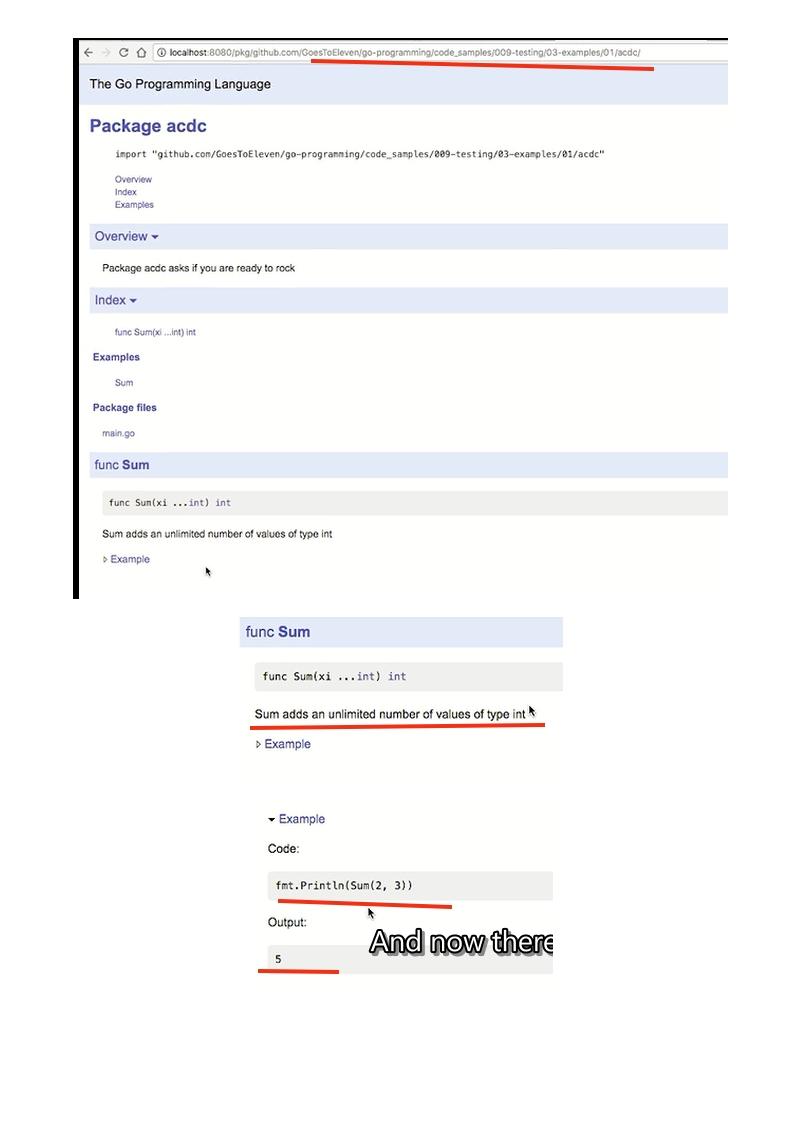 localhost:8080/pkg/github.com/GoesToEleven/go-programming/code_samples/009-testing/03-examples/01/acdc/
The Go Programming Language
Package acdc
import "github.com/GoesToEleven/go-programming/code_samples/009-testing/03-examples/01/acdc"
Overview
Index
Examples
Overview
Package acdc asks if you are ready to rock
Index
func Sum(xi ...int) int
Examples
Sum
Package files
main.go
func Sum
func Sum(xi ...int) int
Sum adds an unlimited number of values of type int
Example
func Sum
func Sum(xi ...int) int
Sum adds an unlimited number of values of type int
Example
Example
Code:
fmt.Println(Sum(2, 3))
Output:
And now there
5